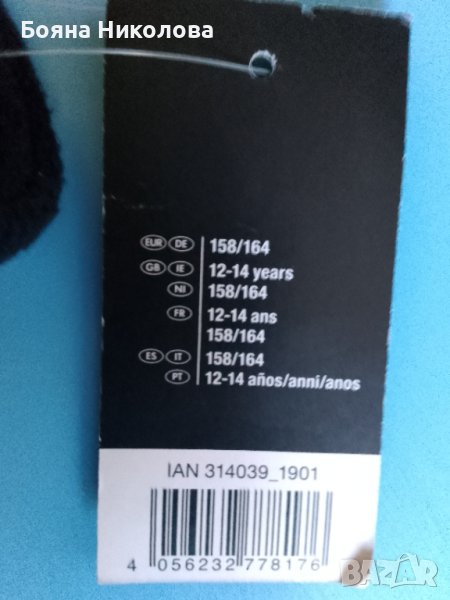 Бояна Николова
EUR DE 158/164
GB IE 12-14 years
NI 158/164
FR 12-14 ans
158/164
ES IT 158/164
PT 12-14 años/anni/anos
IAN 314039_1901
4 056232 778176
BAZAR